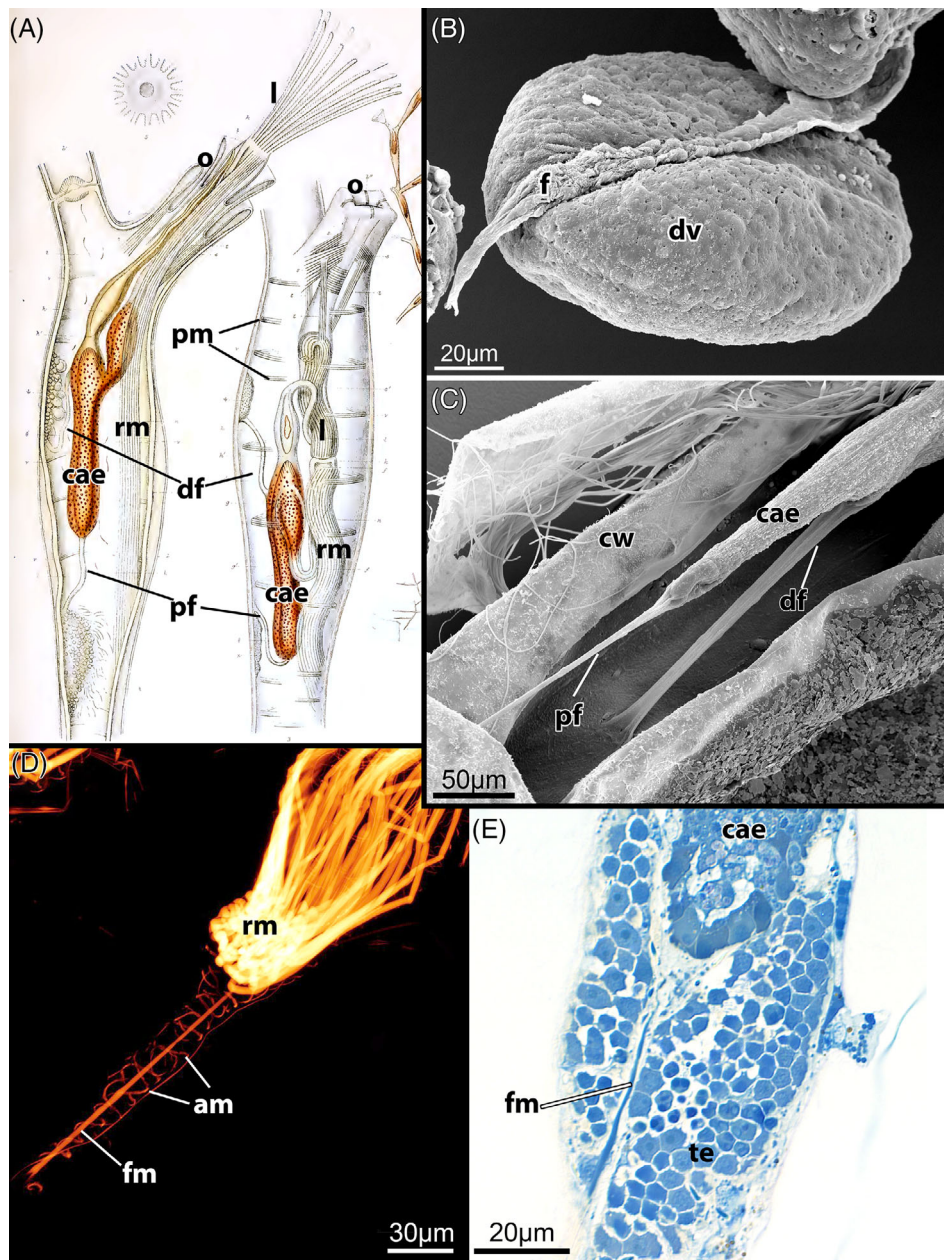 (A)
l
o
o
pm
l
rm
df
cae
rm
pf
cae
(B)
f
dv
20µm
(C)
cw
cae
df
pf
50µm
(D)
rm
am
fm
30µm
(E)
cae
fm
te
20µm